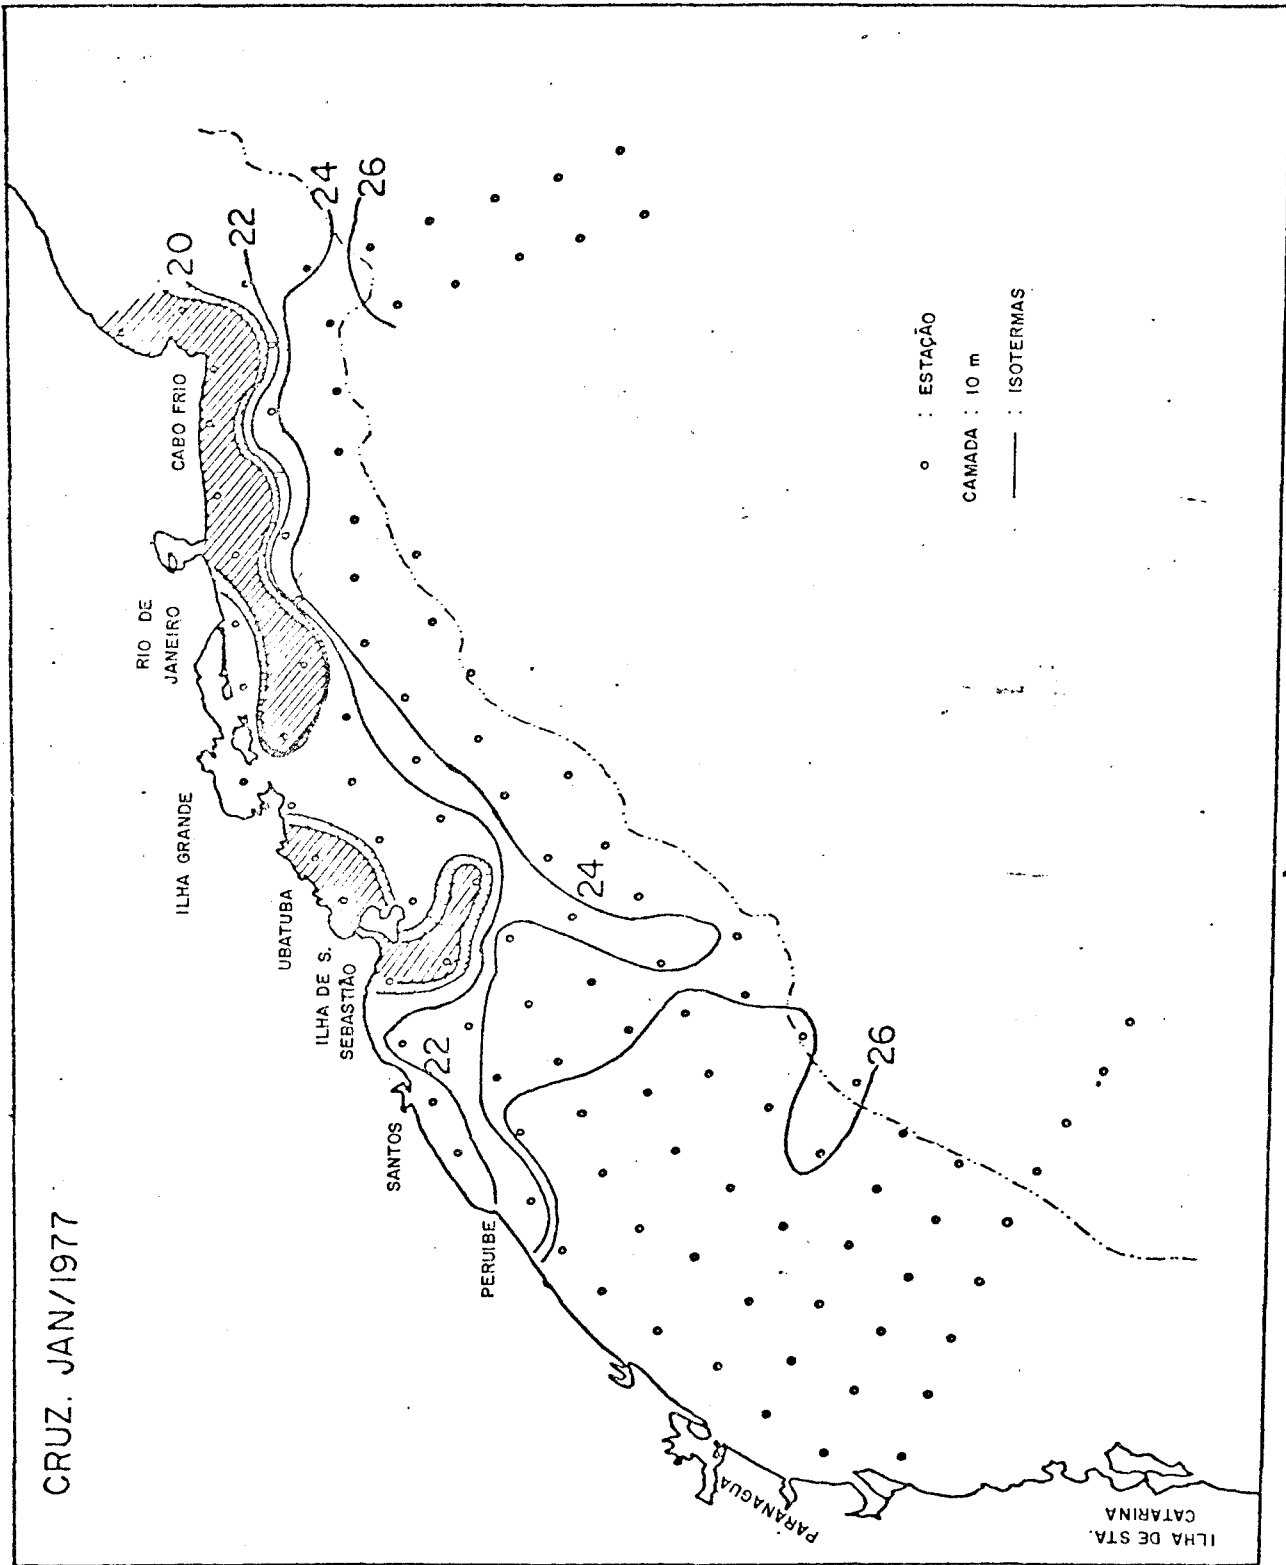 CRUZ. JAN/1977
20
22
24
26
CABO FRIO
RIO DE
JANEIRO
ILHA GRANDE
UBATUBA
ILHA DE S.
SEBASTIÃO
SANTOS
22
24
26
PERUIBE
PARANAGUA
ILHA DE STA.
CATARINA
: ESTAÇÃO
CAMADA : 10 m
: ISOTERMAS